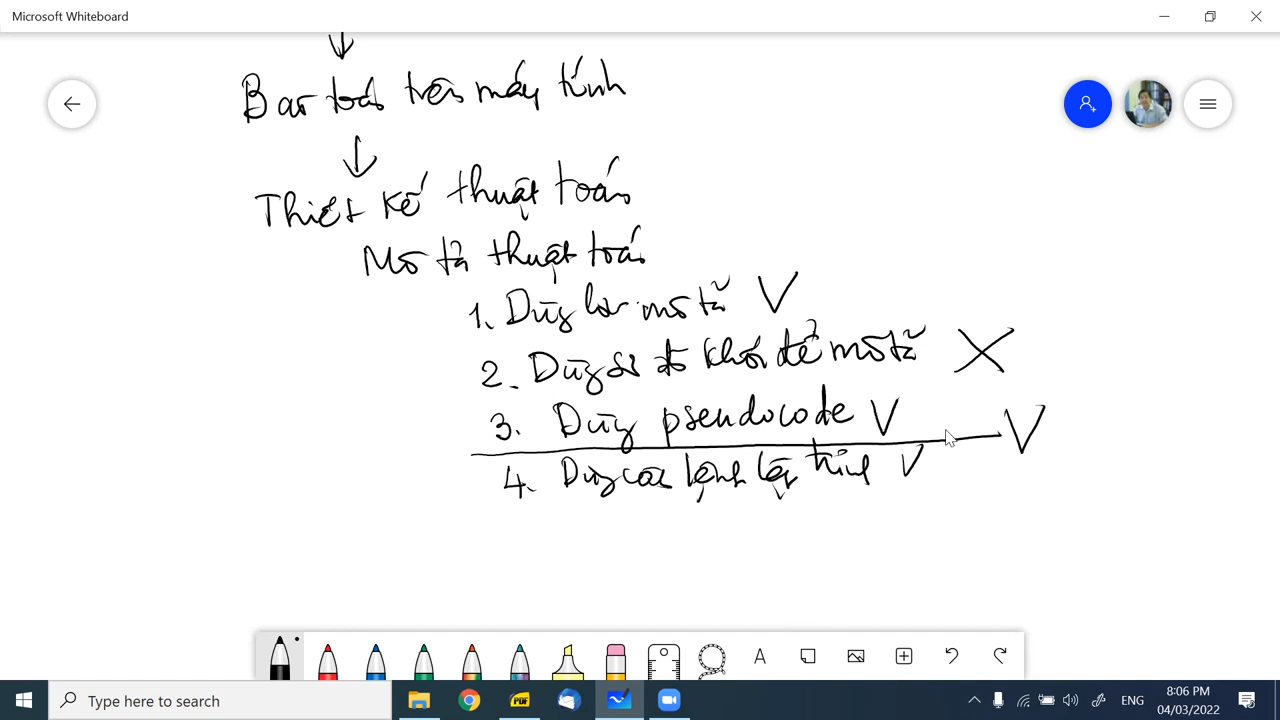 Microsoft Whiteboard
Bài toán trên máy tính
Thiết kế thuật toán
Mô tả thuật toán
1. Dùng lời mô tả V
2. Dùng sơ đồ khối để mô tả X
3. Dùng pseudocode V V
4. Dùng các lệnh lập trình V
Type here to search
PDF
ENG
8:06 PM
04/03/2022